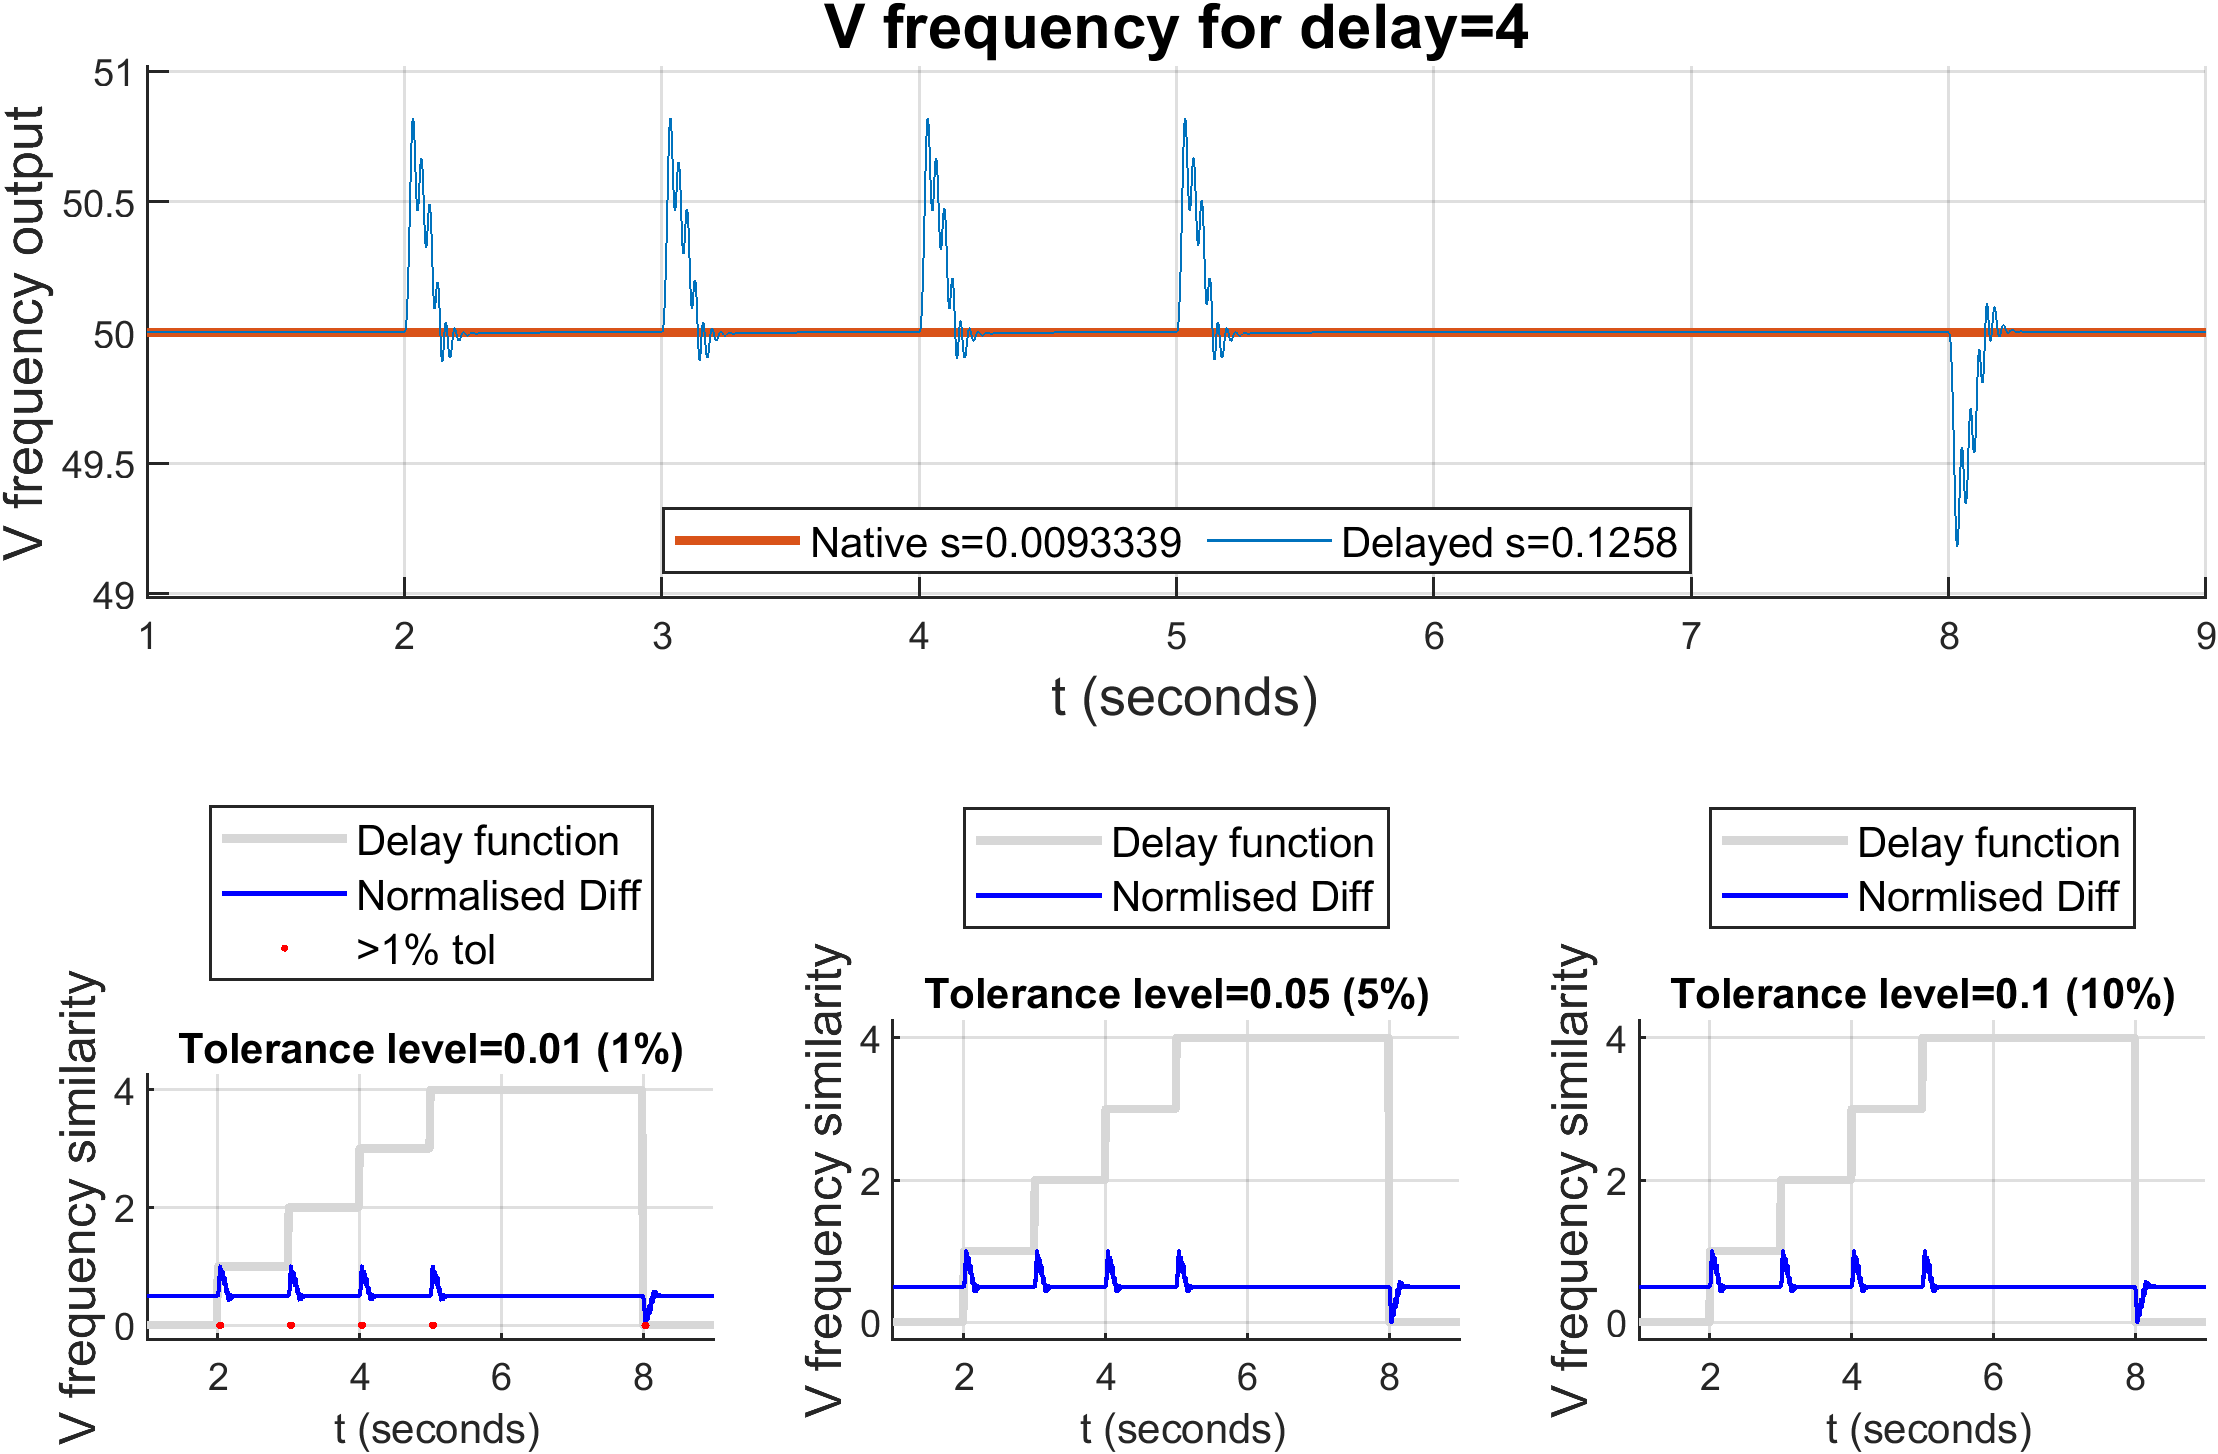 V frequency for delay=4
V frequency output
51
50.5
50
49.5
49
Native s=0.0093339 Delayed s=0.1258
1 2 3 4 5 6 7 8 9
t (seconds)
Delay function
Normalised Diff
>1% tol
Tolerance level=0.01 (1%)
V frequency similarity
4
2
0
2 4 6 8
t (seconds)
Delay function
Normlised Diff
Tolerance level=0.05 (5%)
V frequency similarity
4
2
0
2 4 6 8
t (seconds)
Delay function
Normlised Diff
Tolerance level=0.1 (10%)
V frequency similarity
4
2
0
2 4 6 8
t (seconds)